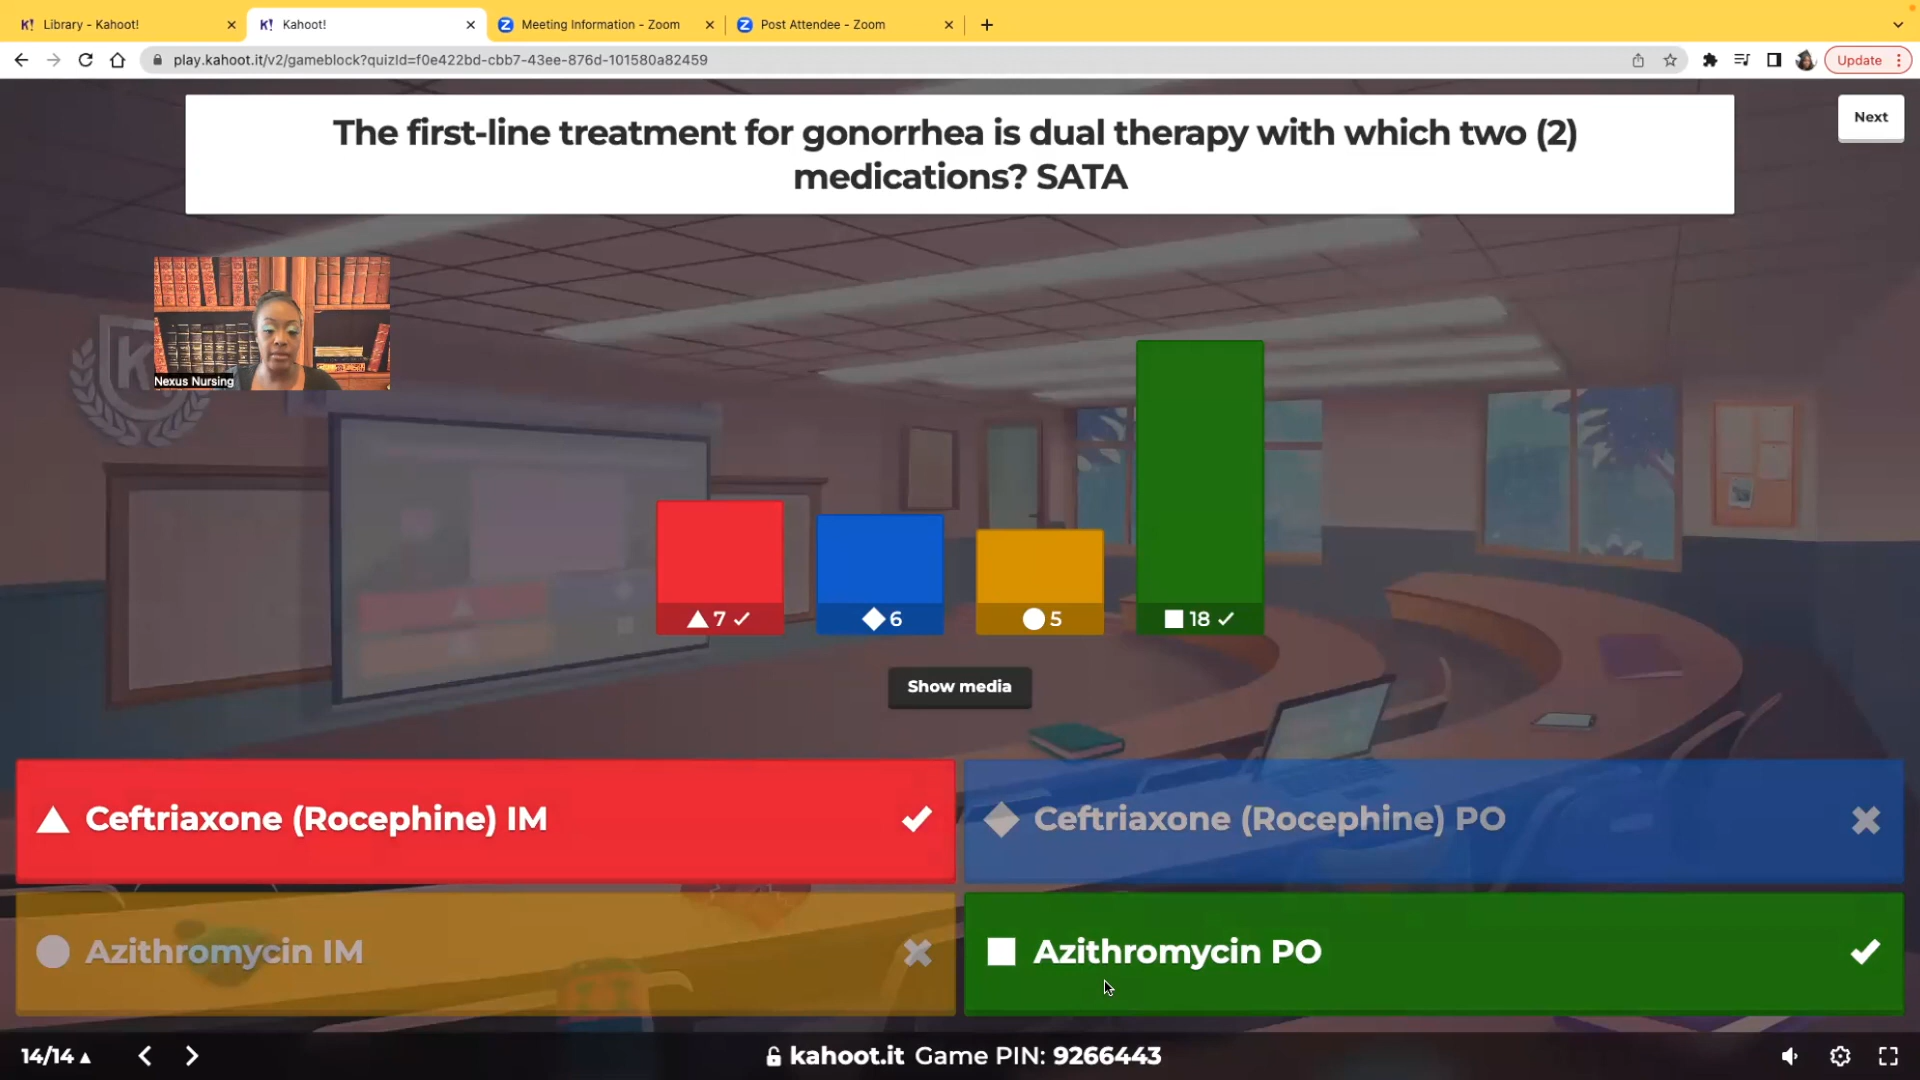 Library - Kahoot!
Kahoot!
Meeting Information - Zoom
Post Attendee - Zoom
play.kahoot.it/v2/gameblock?quizId=f0e422bd-cbb7-43ee-876d-101580a82459
Update
The first-line treatment for gonorrhea is dual therapy with which two (2)
medications? SATA
Next
Nexus Nursing
7
6
5
18
Show media
Ceftriaxone (Rocephine) IM
Ceftriaxone (Rocephine) PO
Azithromycin IM
Azithromycin PO
14/14
kahoot.it Game PIN: 9266443